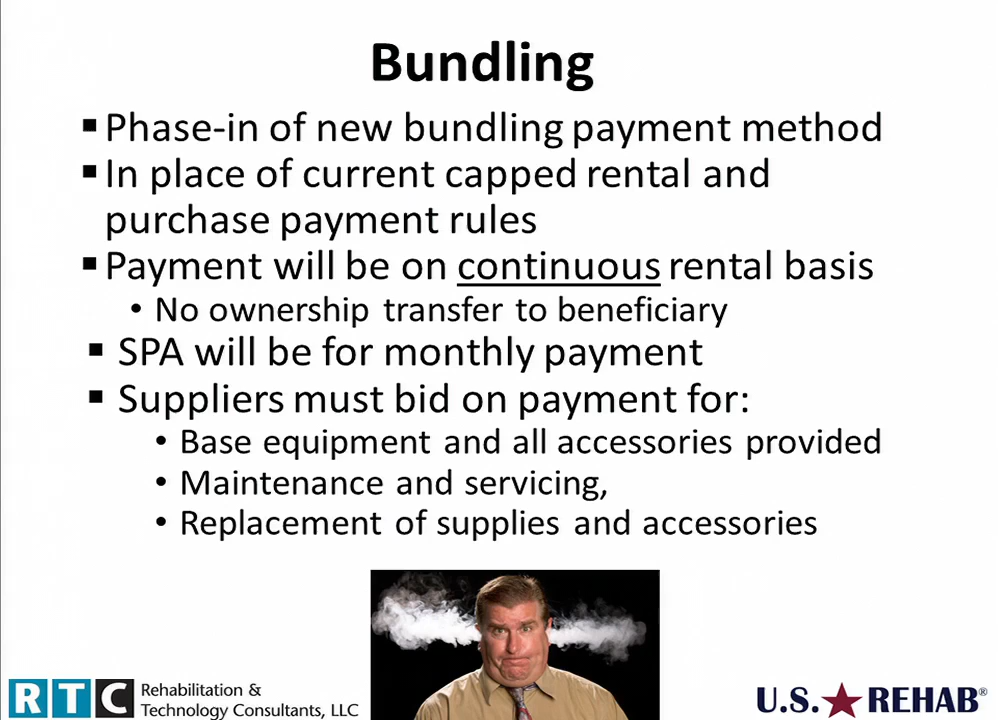 Bundling
▪ Phase-in of new bundling payment method
▪ In place of current capped rental and
purchase payment rules
▪ Payment will be on continuous rental basis
• No ownership transfer to beneficiary
▪ SPA will be for monthly payment
▪ Suppliers must bid on payment for:
• Base equipment and all accessories provided
• Maintenance and servicing,
• Replacement of supplies and accessories
RTC Rehabilitation &
Technology Consultants, LLC
U.S. REHAB®